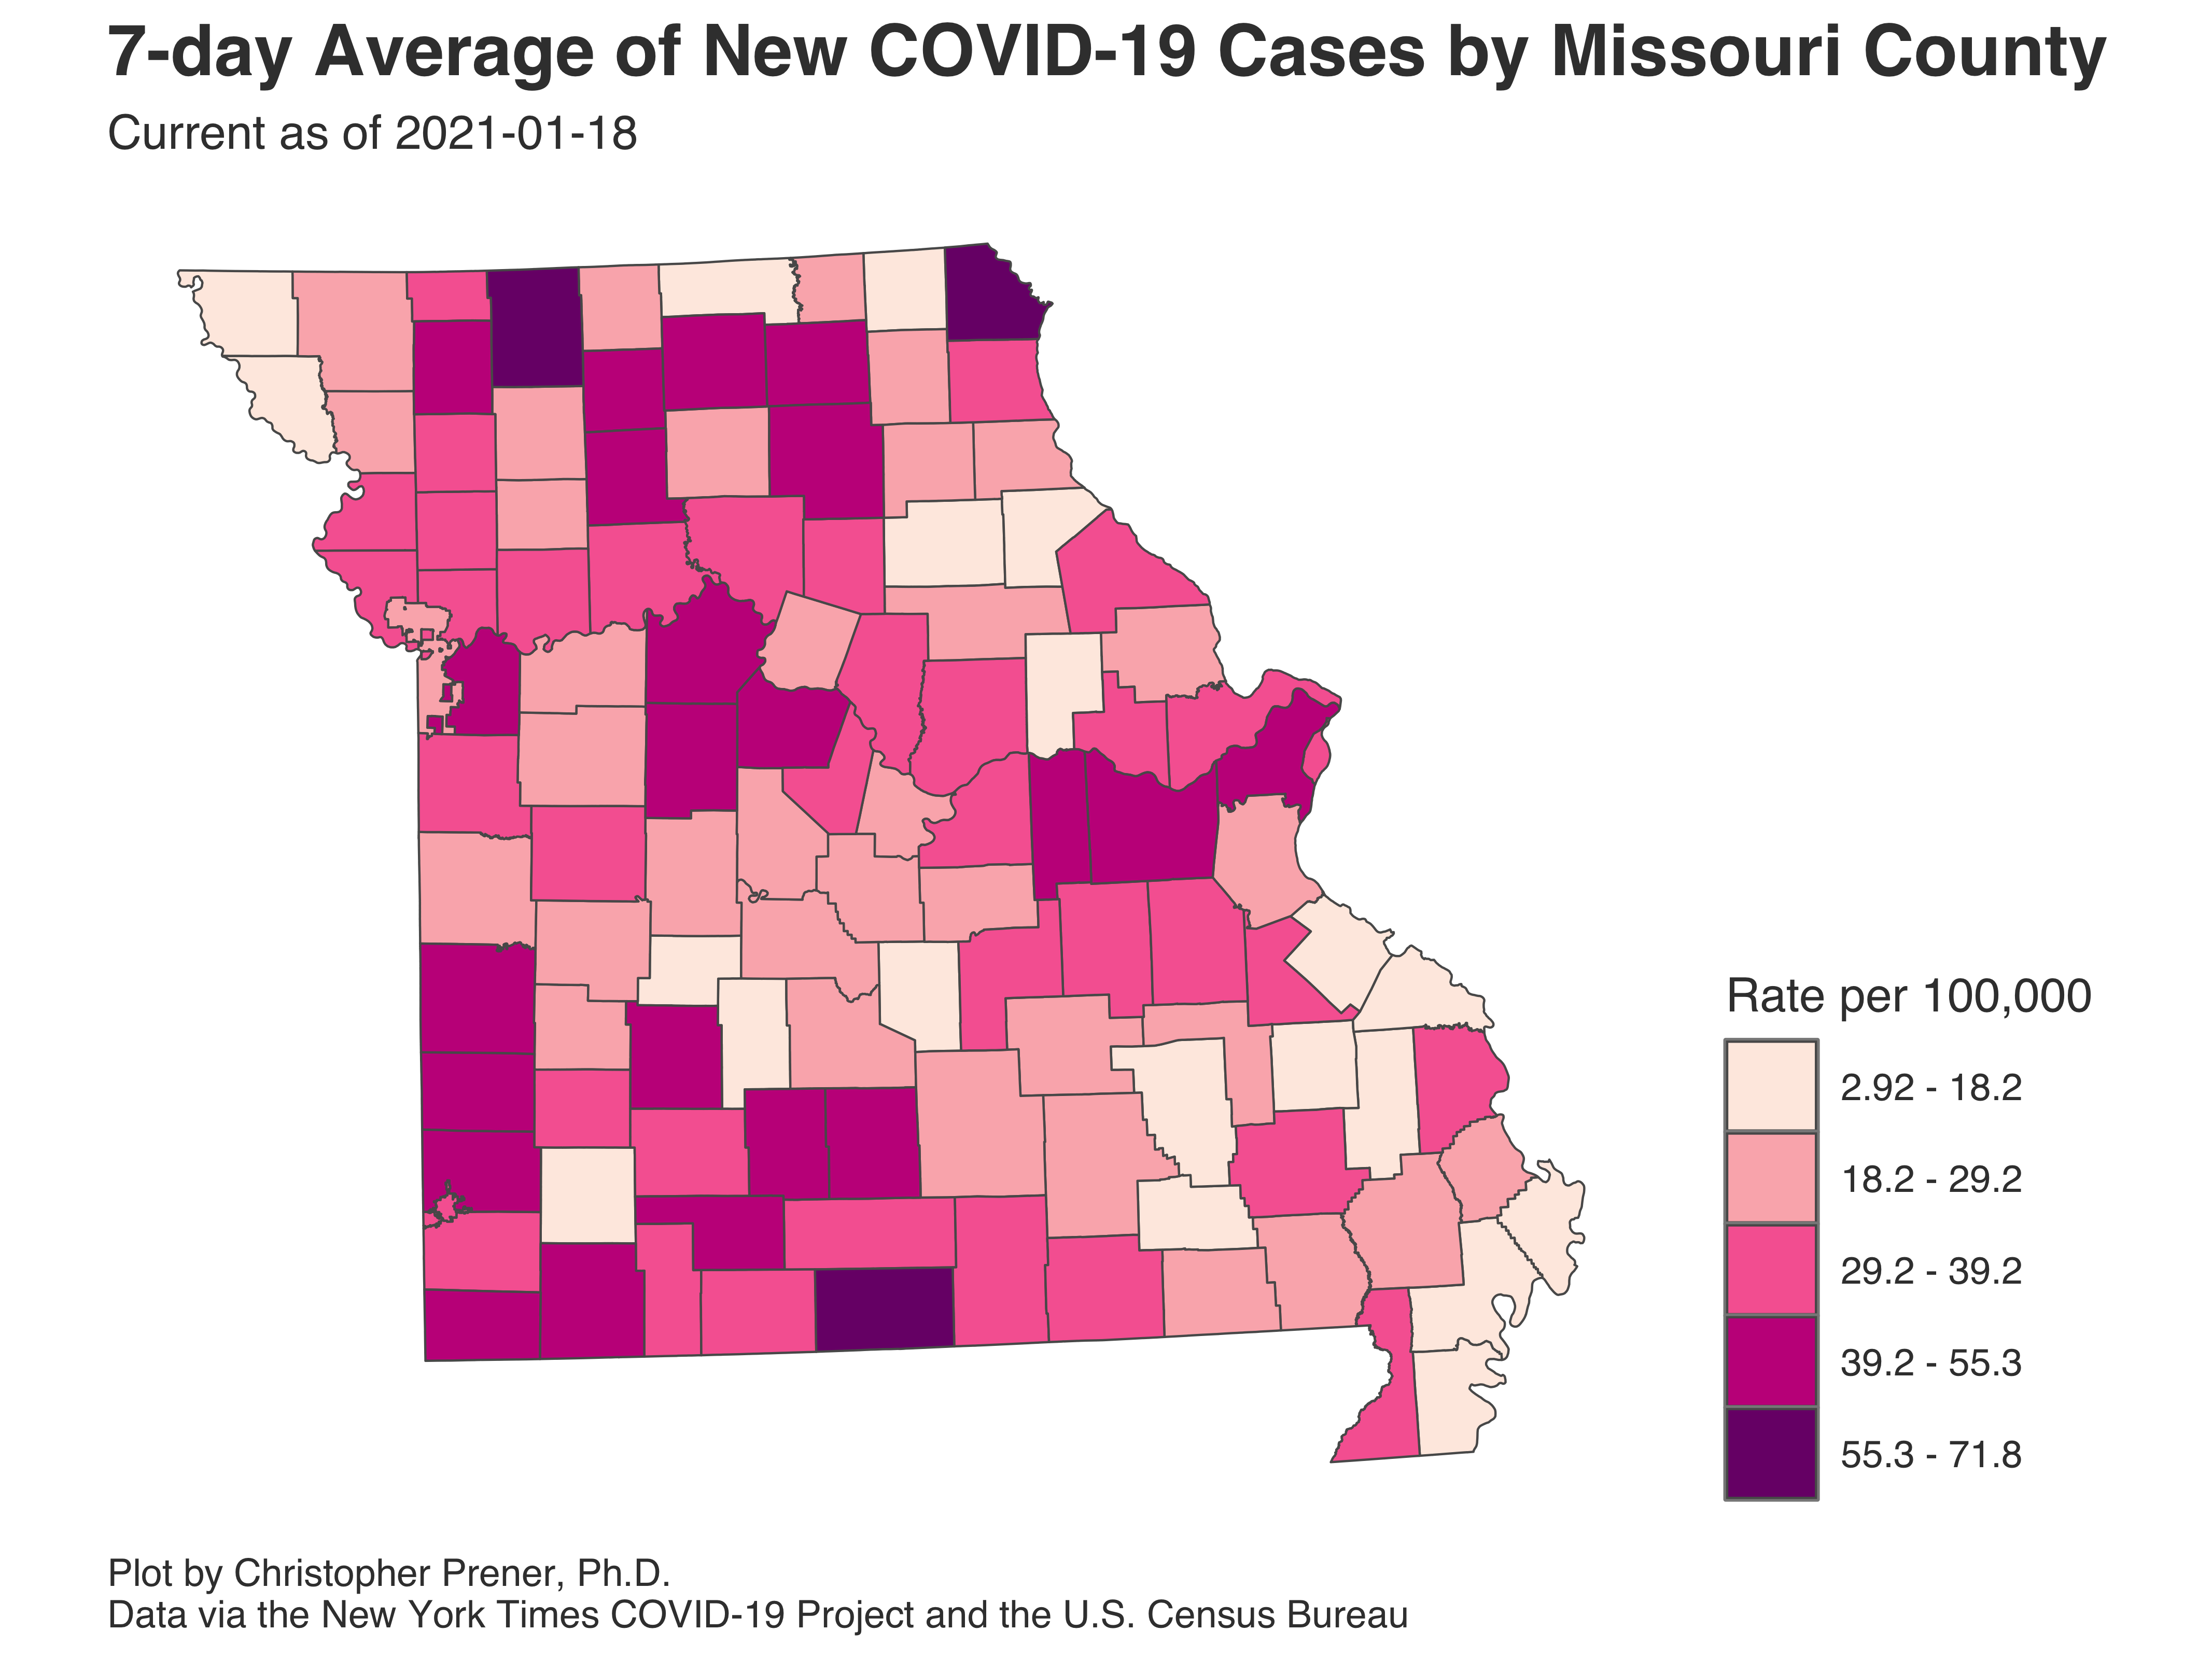 7-day Average of New COVID-19 Cases by Missouri County
Current as of 2021-01-18
Rate per 100,000
2.92 - 18.2
18.2 - 29.2
29.2 - 39.2
39.2 - 55.3
55.3 - 71.8
Plot by Christopher Prener, Ph.D.
Data via the New York Times COVID-19 Project and the U.S. Census Bureau